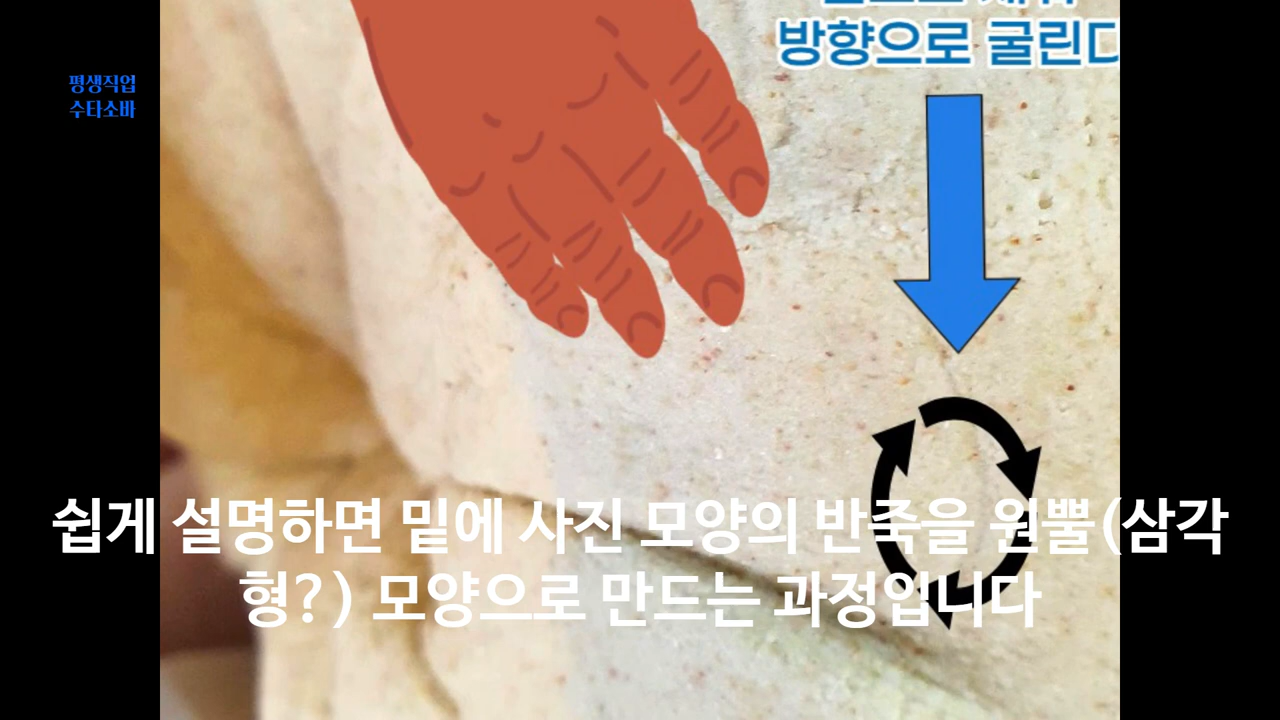 방향으로 굴린다
평생직업
수타소바
쉽게 설명하면 밑에 사진 모양의 반죽을 원뿔(삼각
형?) 모양으로 만드는 과정입니다